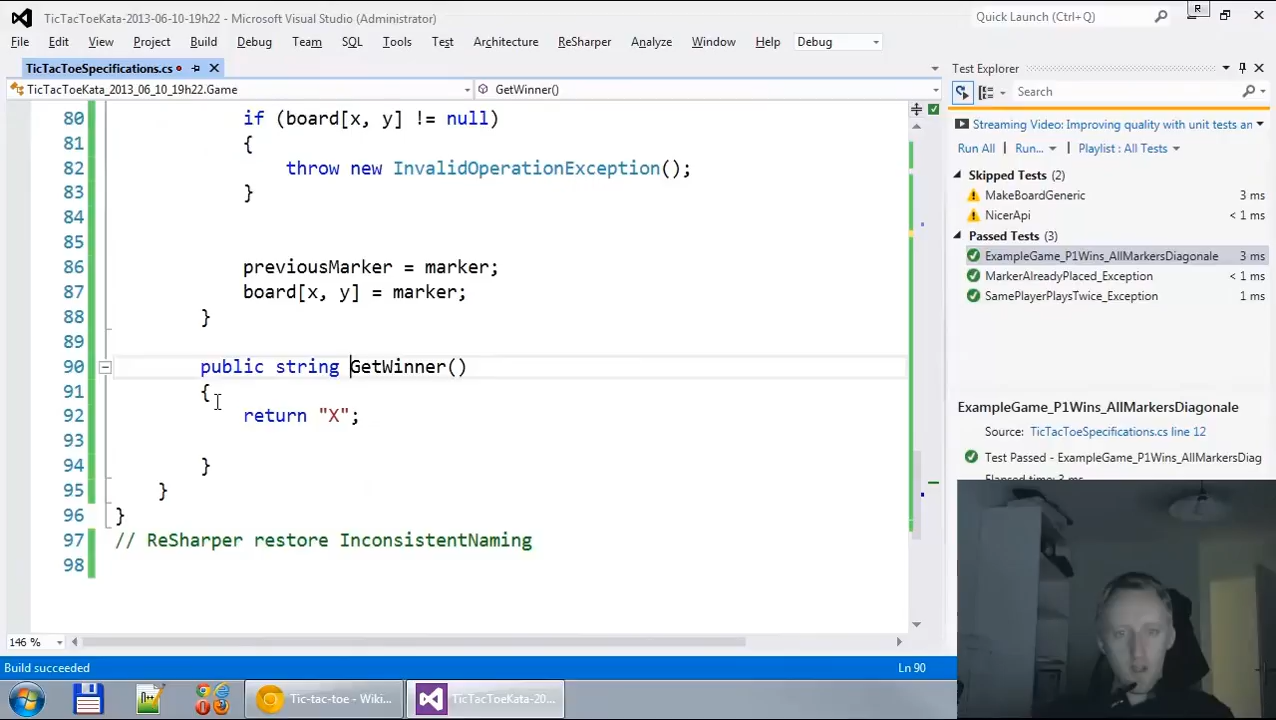 TicTacToeKata-2013-06-10-19h22 - Microsoft Visual Studio (Administrator)
R
Quick Launch (Ctrl+Q)
File Edit View Project Build Debug Team SQL Tools Test Architecture ReSharper Analyze Window Help Debug
TicTacToeSpecifications.cs
TicTacToeKata_2013_06_10_19h22.Game
GetWinner()
80 if (board[x, y] != null)
81 {
82 throw new InvalidOperationException();
83 }
84
85
86 previousMarker = marker;
87 board[x, y] = marker;
88 }
89
90 public string GetWinner()
91 {
92 return "X";
93
94 }
95 }
96 }
97 // ReSharper restore InconsistentNaming
98
146 %
Test Explorer
Search
Streaming Video: Improving quality with unit tests an
Run All Run... Playlist : All Tests
Skipped Tests (2)
MakeBoardGeneric 3 ms
NicerApi < 1 ms
Passed Tests (3)
ExampleGame_P1Wins_AllMarkersDiagonale 3 ms
MarkerAlreadyPlaced_Exception < 1 ms
SamePlayerPlaysTwice_Exception 1 ms
ExampleGame_P1Wins_AllMarkersDiagonale
Source: TicTacToeSpecifications.cs line 12
Test Passed - ExampleGame_P1Wins_AllMarkersDiag
Build succeeded
Ln 90
Tic-tac-toe - Wiki...
TicTacToeKata-20...